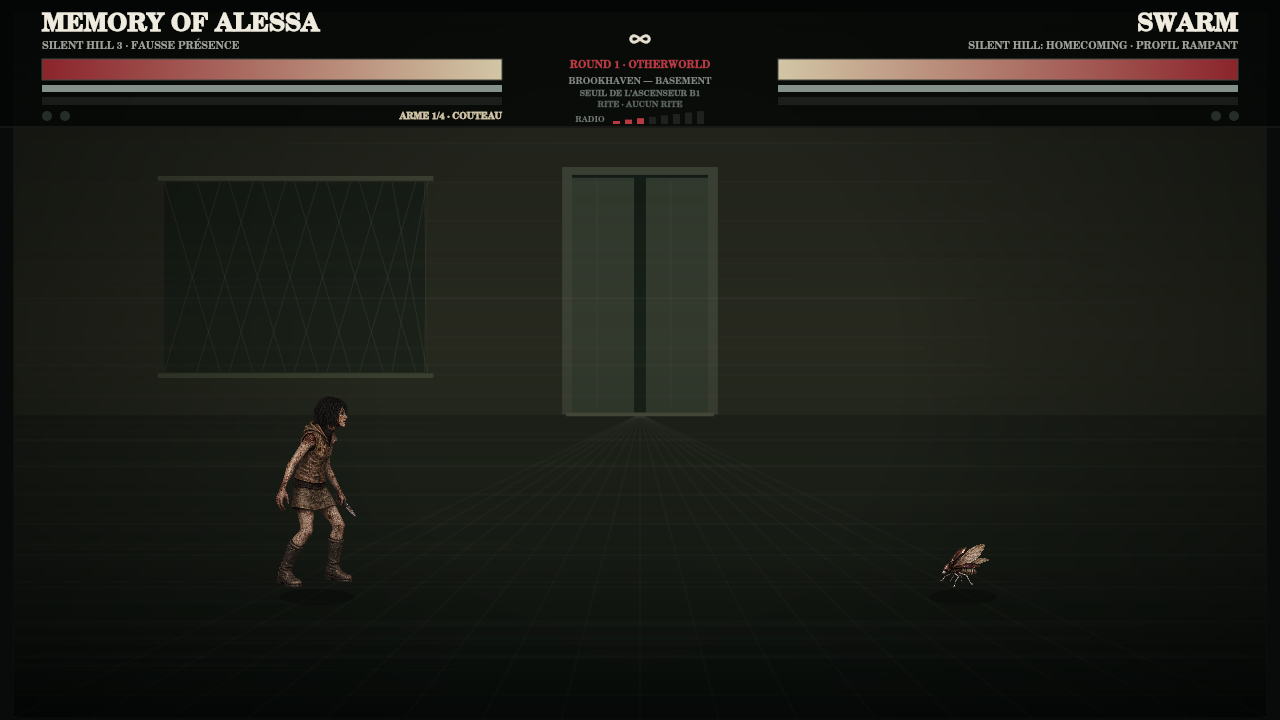 MEMORY OF ALESSA
SILENT HILL 3 · FAUSSE PRÉSENCE
ARME 1/4 · COUTEAU
∞
ROUND 1 · OTHERWORLD
BROOKHAVEN — BASEMENT
SEUIL DE L'ASCENSEUR B1
RITE · AUCUN RITE
RADIO
SWARM
SILENT HILL: HOMECOMING · PROFIL RAMPANT